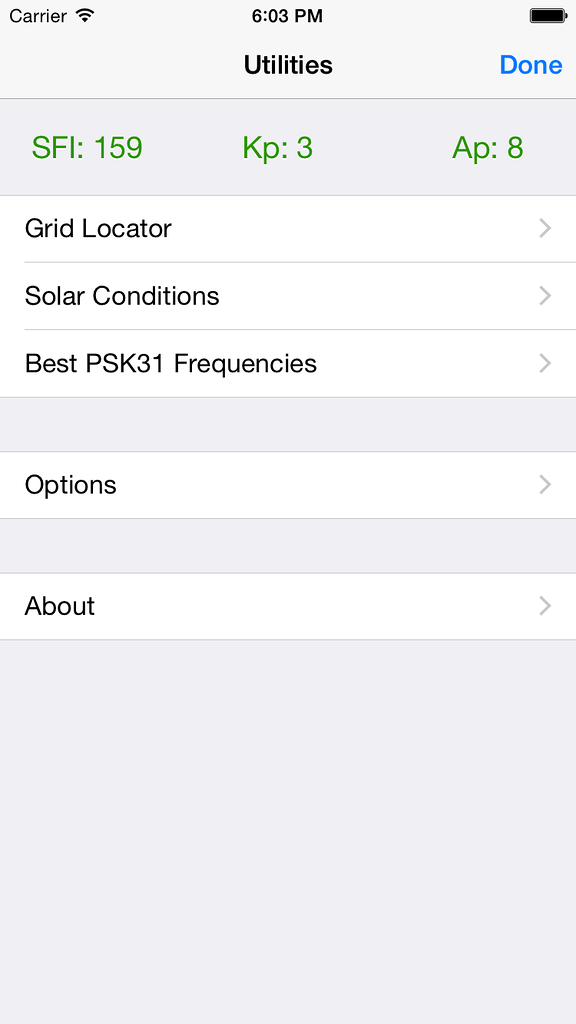 Carrier 6:03 PM
Utilities Done
SFI: 159 Kp: 3 Ap: 8
Grid Locator
Solar Conditions
Best PSK31 Frequencies
Options
About